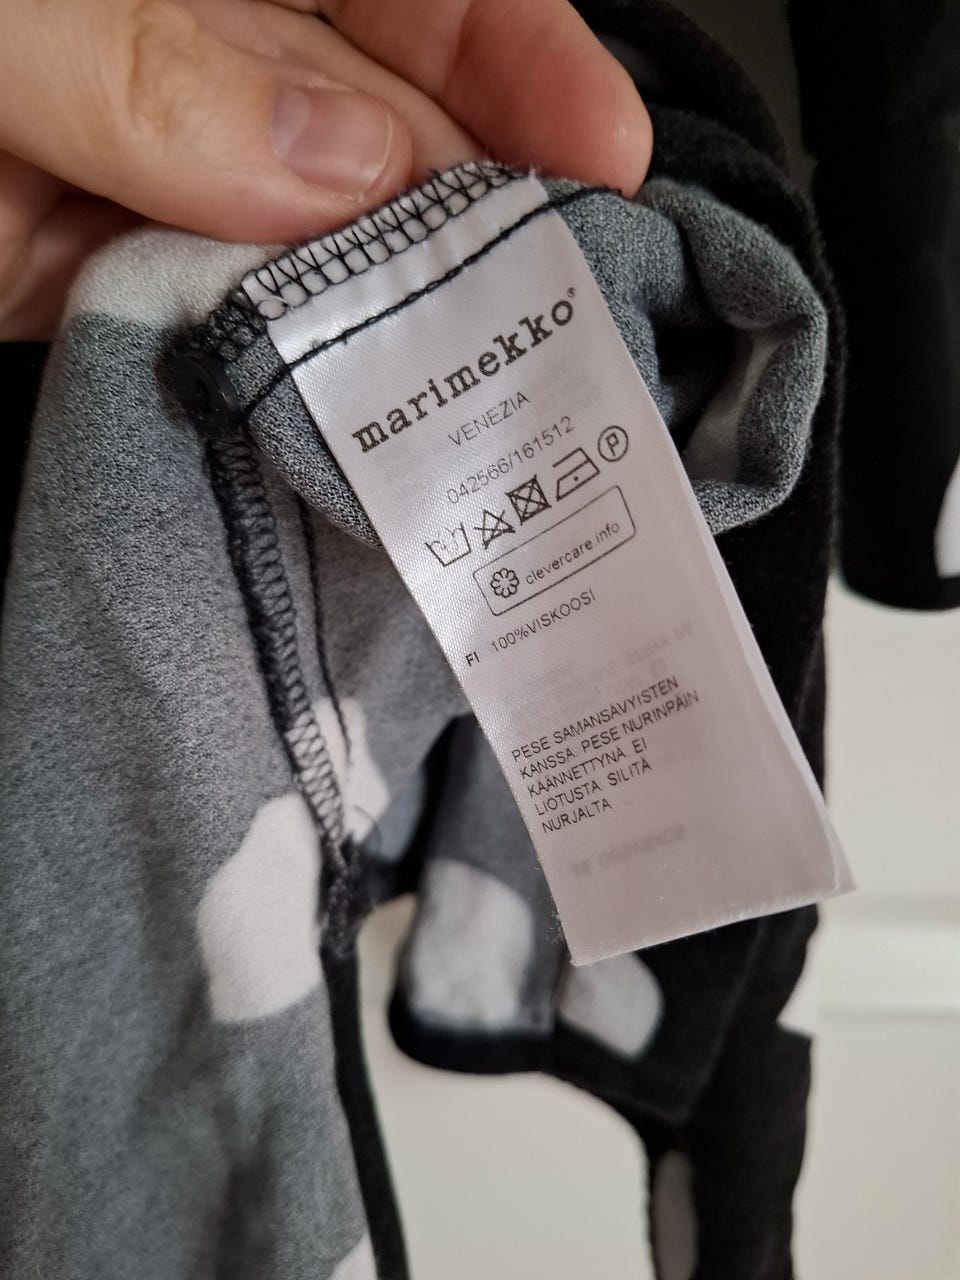 marimekko®
VENEZIA
042566/161512
P
clevercare.info
FI 100%VISKOOSI
PESE SAMANSÄVYISTEN
KANSSA. PESE NURINPÄIN
KÄÄNNETTYNÄ. EI
LIOTUSTA. SILITÄ
NURJALTA